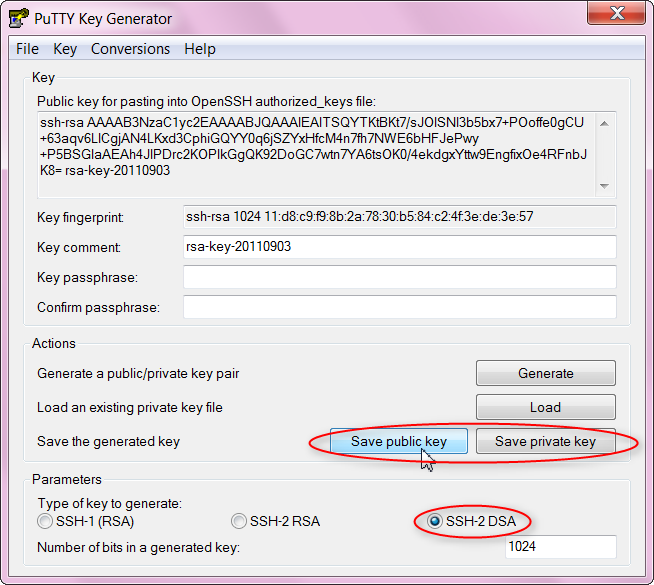 PuTTY Key Generator
File Key Conversions Help
Key
Public key for pasting into OpenSSH authorized_keys file:
ssh-rsa AAAAB3NzaC1yc2EAAAABJQAAAIEAITSQYTKtBKt7/sJOISNI3b5bx7+POoffe0gCU
+63aqv6LICgjAN4LKxd3CphiGQYY0q6jSZYxHfcM4n7fh7NWE6bHFJePwy
+P5BSGIaAEAh4JIPDrc2KOPIkGgQK92DoGC7wtn7YA6tsOK0/4ekdgxYttw9EngfixOe4RFnbJ
K8= rsa-key-20110903
Key fingerprint: ssh-rsa 1024 11:d8:c9:f9:8b:2a:78:30:b5:84:c2:4f:3e:de:3e:57
Key comment: rsa-key-20110903
Key passphrase:
Confirm passphrase:
Actions
Generate a public/private key pair Generate
Load an existing private key file Load
Save the generated key Save public key Save private key
Parameters
Type of key to generate:
SSH-1 (RSA) SSH-2 RSA SSH-2 DSA
Number of bits in a generated key: 1024